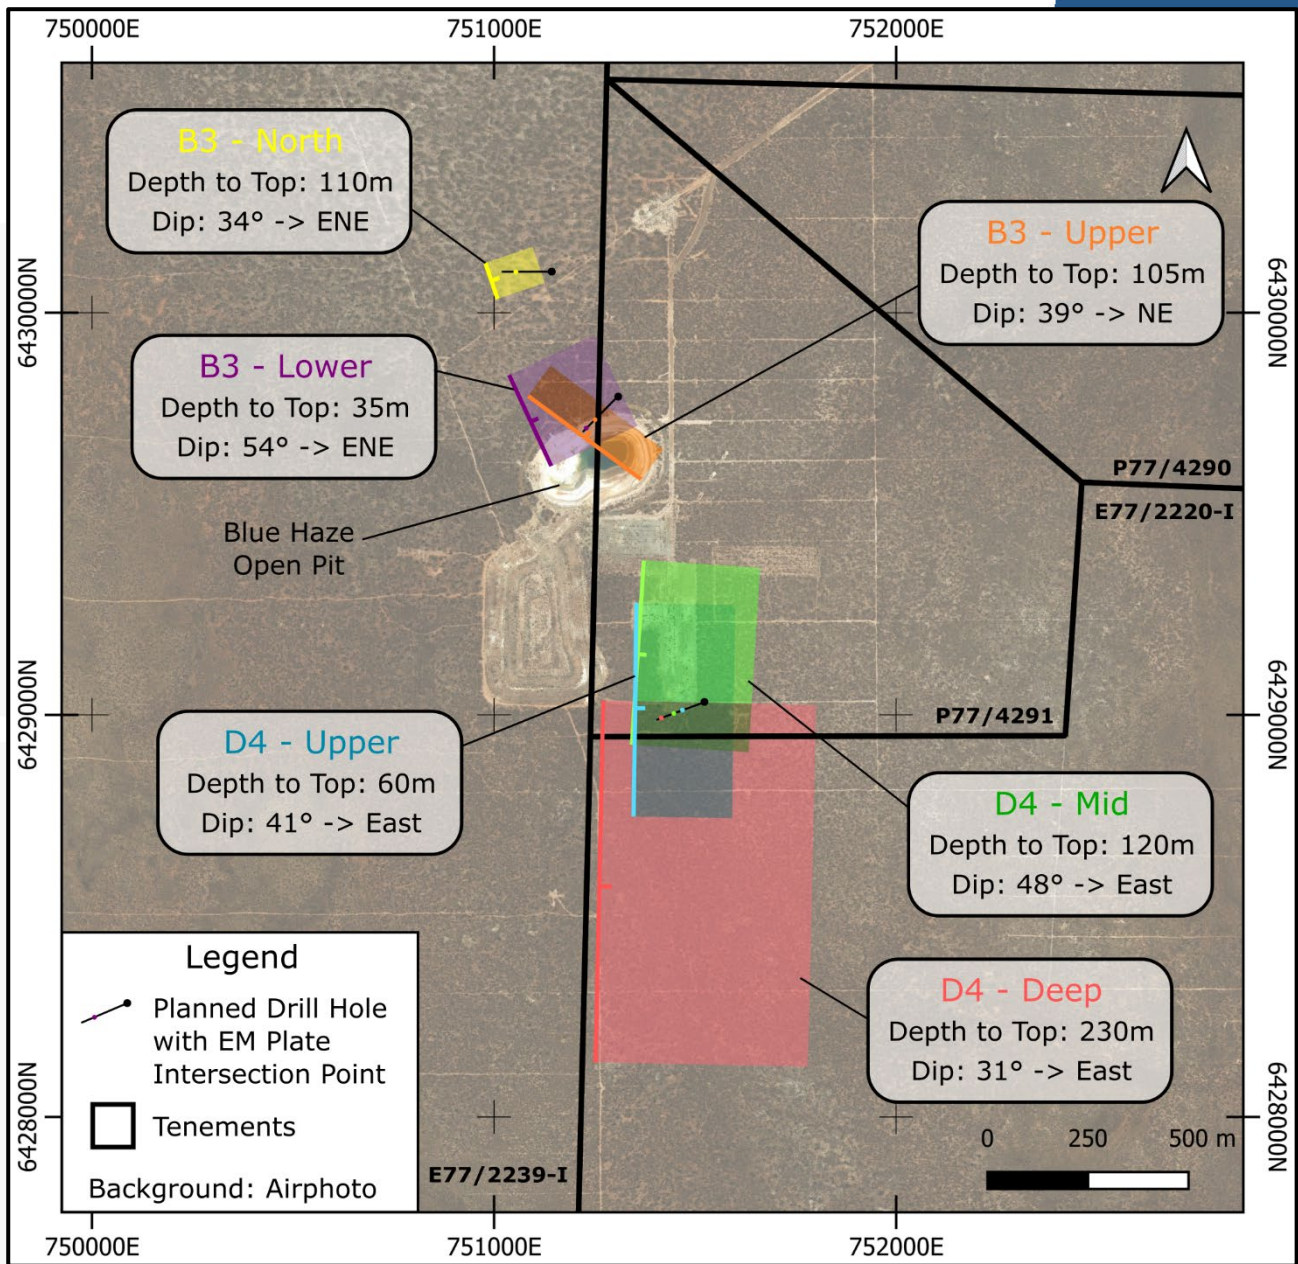 750000E
751000E
752000E
B3 - North
Depth to Top: 110m
Dip: 34° -> ENE
B3 - Upper
Depth to Top: 105m
Dip: 39° -> NE
6430000N
6430000N
B3 - Lower
Depth to Top: 35m
Dip: 54° -> ENE
P77/4290
E77/2220-I
Blue Haze
Open Pit
6429000N
P77/4291
6429000N
D4 - Upper
Depth to Top: 60m
Dip: 41° -> East
D4 - Mid
Depth to Top: 120m
Dip: 48° -> East
D4 - Deep
Depth to Top: 230m
Dip: 31° -> East
Legend
Planned Drill Hole
with EM Plate
Intersection Point
Tenements
Background: Airphoto
6428000N
6428000N
E77/2239-I
0 250 500 m
750000E
751000E
752000E